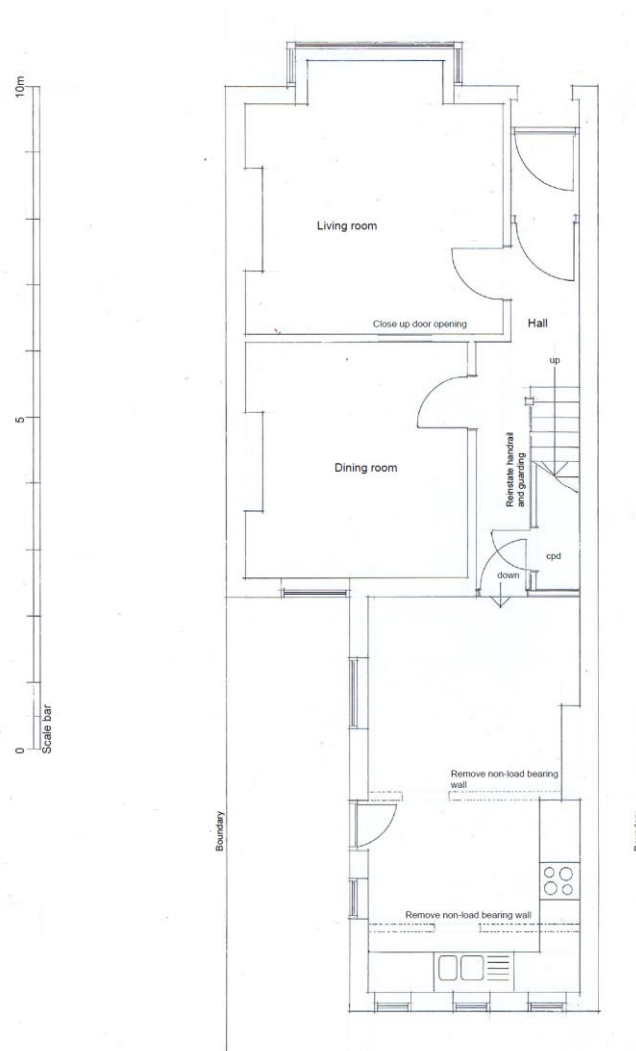 10m
Living room
Close up door opening
Hall
up
5
Reinstate handrail
and guarding
Dining room
cpd
down
0
Scale bar
Remove non-load bearing
wall
Boundary
Remove non-load bearing wall